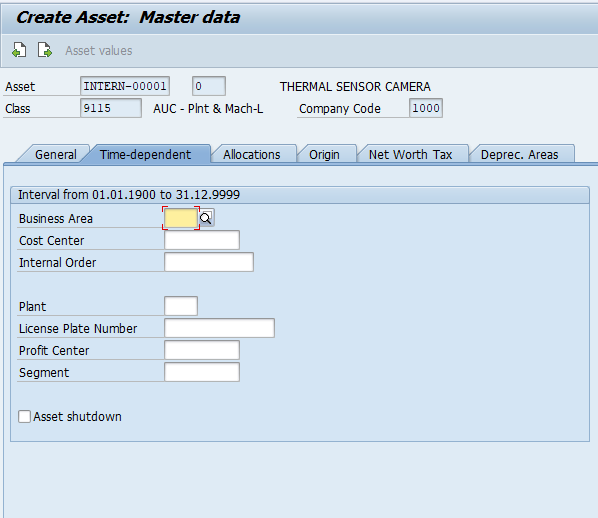 Create Asset: Master data
Asset values
Asset INTERN-00001 0 THERMAL SENSOR CAMERA
Class 9115 AUC - Plnt & Mach-L Company Code 1000
General Time-dependent Allocations Origin Net Worth Tax Deprec. Areas
Interval from 01.01.1900 to 31.12.9999
Business Area
Cost Center
Internal Order
Plant
License Plate Number
Profit Center
Segment
Asset shutdown